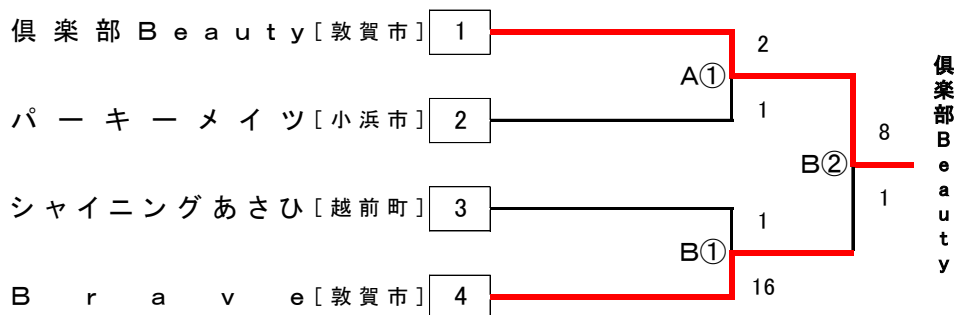 倶楽部Beauty[敦賀市] 1
2
A①
パーキーメイツ[小浜市] 2
1
8
B②
1
シャイニングあさひ[越前町] 3
1
B①
Brave[敦賀市] 4
16
倶楽部Beauty